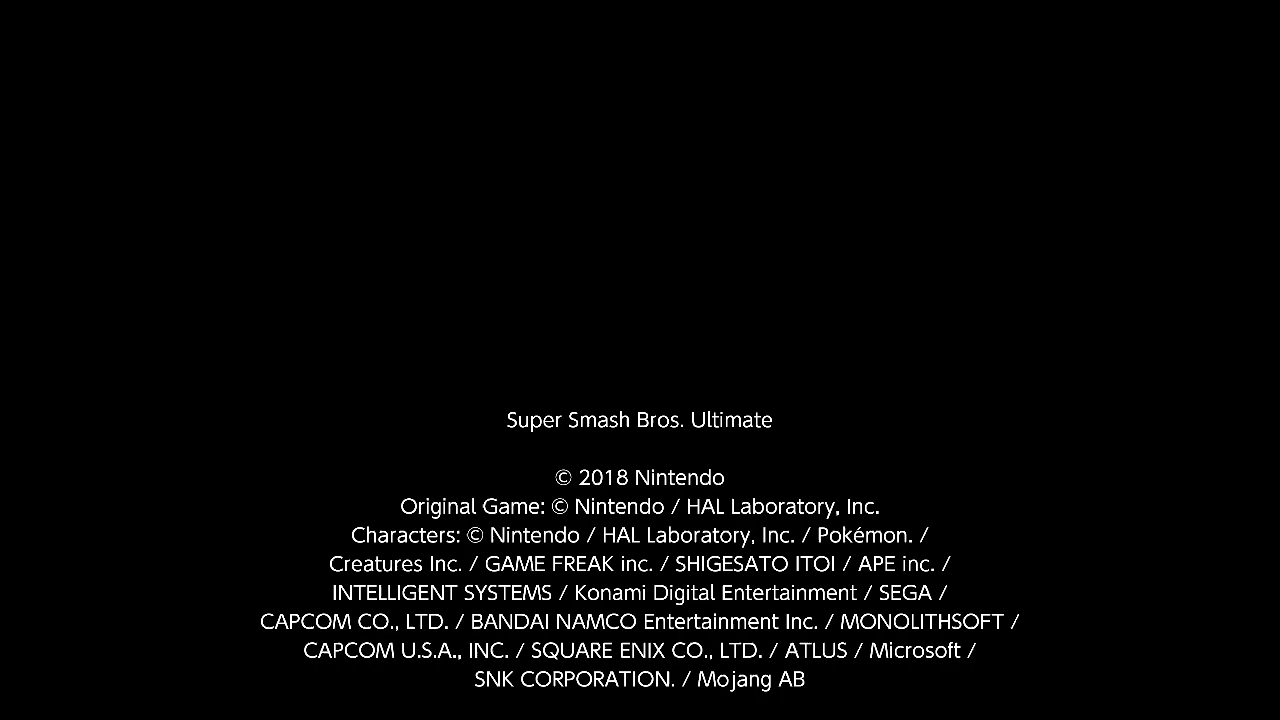 Super Smash Bros. Ultimate
© 2018 Nintendo
Original Game: © Nintendo / HAL Laboratory, Inc.
Characters: © Nintendo / HAL Laboratory, Inc. / Pokémon. /
Creatures Inc. / GAME FREAK inc. / SHIGESATO ITOI / APE inc. /
INTELLIGENT SYSTEMS / Konami Digital Entertainment / SEGA /
CAPCOM CO., LTD. / BANDAI NAMCO Entertainment Inc. / MONOLITHSOFT /
CAPCOM U.S.A., INC. / SQUARE ENIX CO., LTD. / ATLUS / Microsoft /
SNK CORPORATION. / Mojang AB